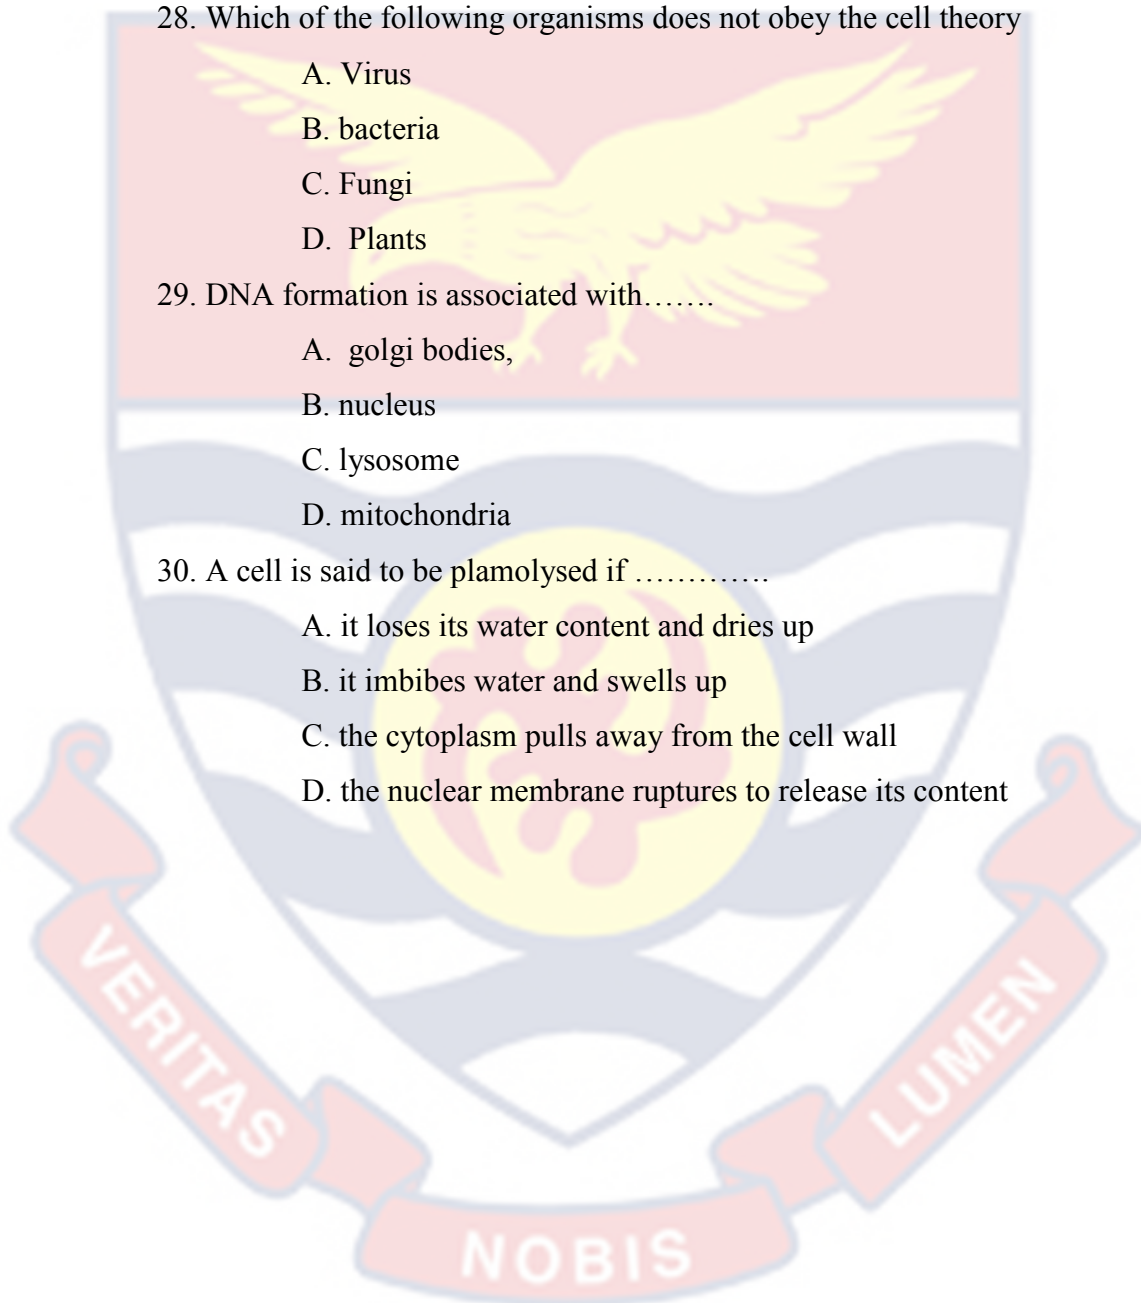 28. Which of the following organisms does not obey the cell theory
A. Virus
B. bacteria
C. Fungi
D. Plants
29. DNA formation is associated with…….
A. golgi bodies,
B. nucleus
C. lysosome
D. mitochondria
30. A cell is said to be plamolysed if ………….
A. it loses its water content and dries up
B. it imbibes water and swells up
C. the cytoplasm pulls away from the cell wall
D. the nuclear membrane ruptures to release its content
VERITAS
NOBIS
LUMEN